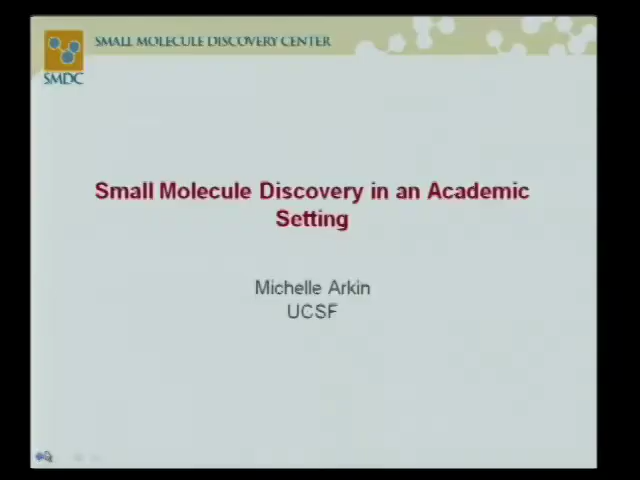 SMALL MOLECULE DISCOVERY CENTER
SMDC
Small Molecule Discovery in an Academic
Setting
Michelle Arkin
UCSF